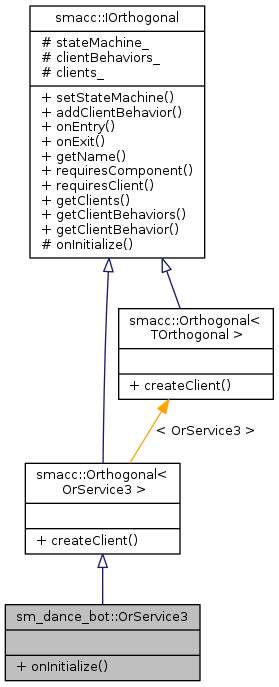 smacc::IOrthogonal
# stateMachine_
# clientBehaviors_
# clients_
+ setStateMachine()
+ addClientBehavior()
+ onEntry()
+ onExit()
+ getName()
+ requiresComponent()
+ requiresClient()
+ getClients()
+ getClientBehaviors()
+ getClientBehavior()
# onInitialize()
smacc::Orthogonal<
TOrthogonal >
+ createClient()
< OrService3 >
smacc::Orthogonal<
OrService3 >
+ createClient()
sm_dance_bot::OrService3
+ onInitialize()